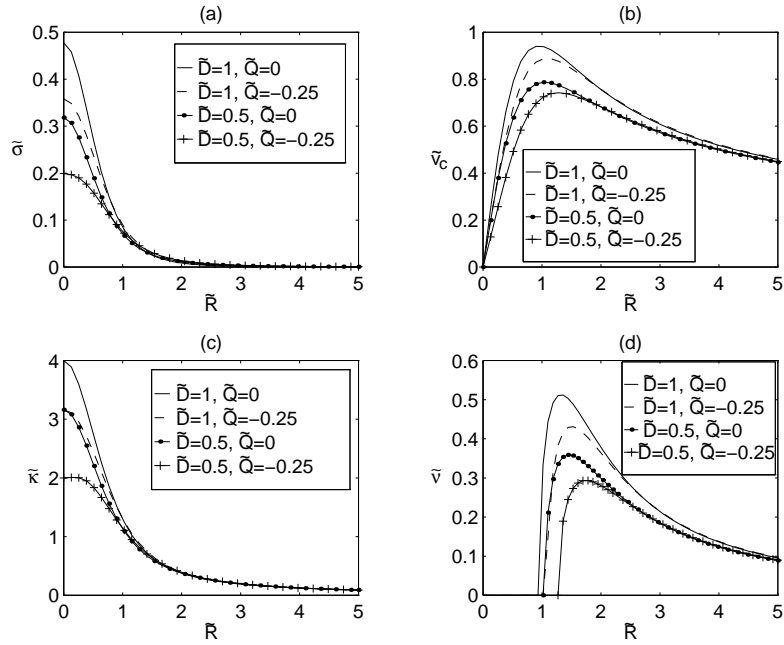 (a)
0.5
0.4
0.3
0.2
0.1
0
σ̃
D̃=1, Q̃=0
D̃=1, Q̃=−0.25
D̃=0.5, Q̃=0
D̃=0.5, Q̃=−0.25
0 1 2 3 4 5
R̃
(b)
1
0.8
0.6
0.4
0.2
0
ṽ_C
D̃=1, Q̃=0
D̃=1, Q̃=−0.25
D̃=0.5, Q̃=0
D̃=0.5, Q̃=−0.25
0 1 2 3 4 5
R̃
(c)
4
3
2
1
0
κ̃
D̃=1, Q̃=0
D̃=1, Q̃=−0.25
D̃=0.5, Q̃=0
D̃=0.5, Q̃=−0.25
0 1 2 3 4 5
R̃
(d)
0.6
0.5
0.4
0.3
0.2
0.1
0
ṽ
D̃=1, Q̃=0
D̃=1, Q̃=−0.25
D̃=0.5, Q̃=0
D̃=0.5, Q̃=−0.25
0 1 2 3 4 5
R̃